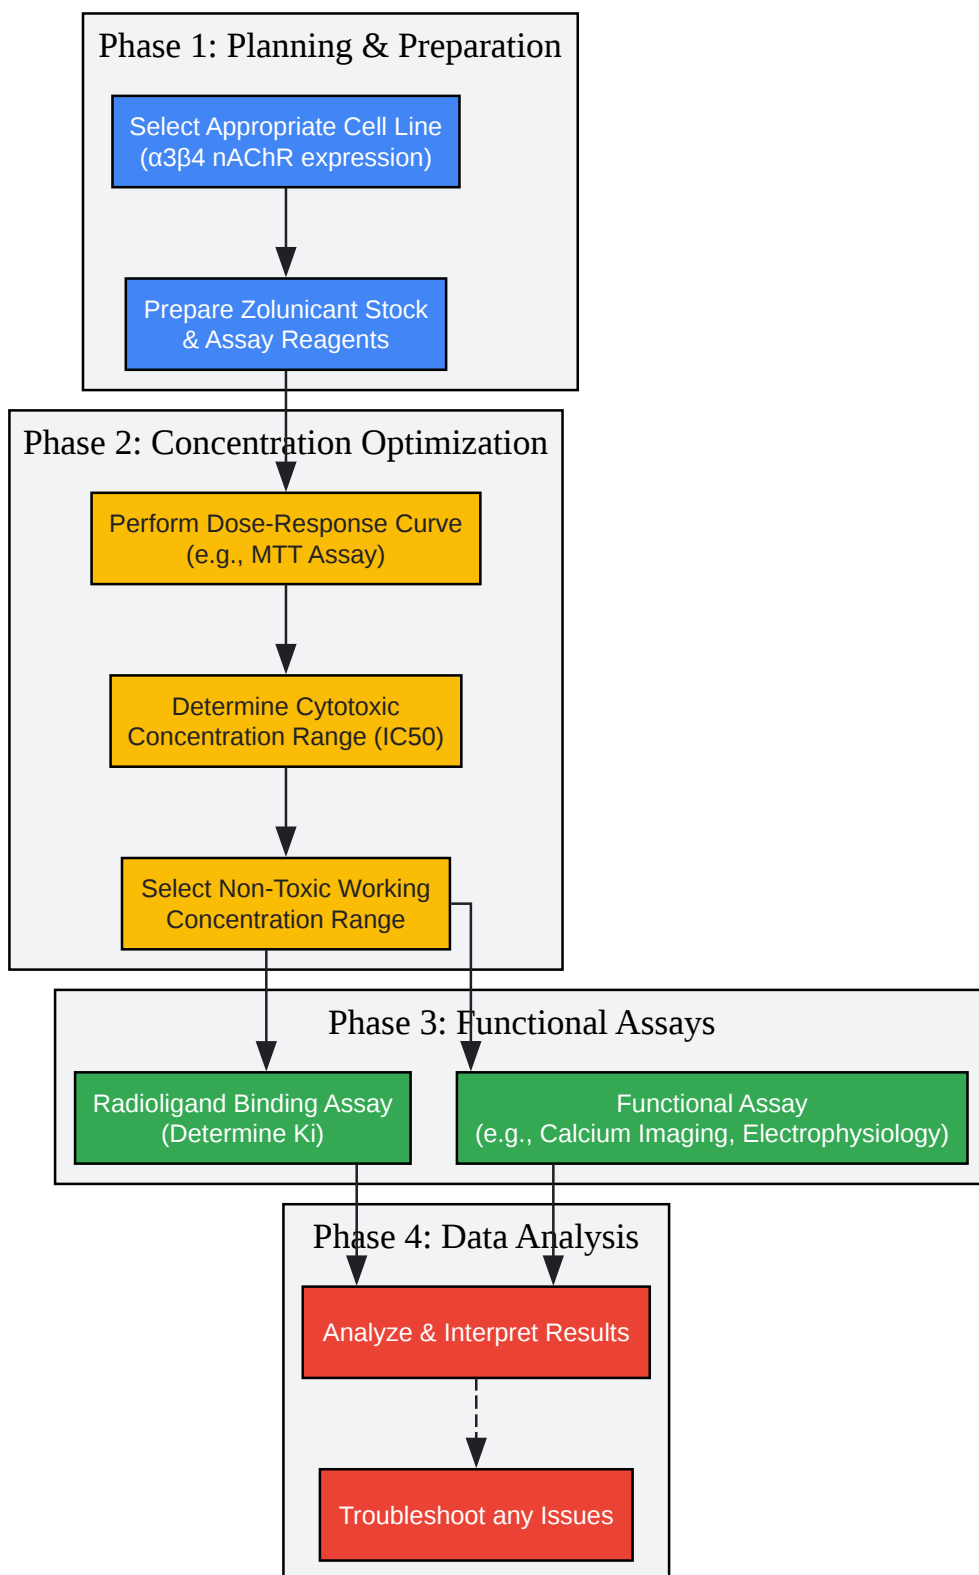 Phase 1: Planning & Preparation
Select Appropriate Cell Line
(α3β4 nAChR expression)
Prepare Zolunicant Stock
& Assay Reagents
Phase 2: Concentration Optimization
Perform Dose-Response Curve
(e.g., MTT Assay)
Determine Cytotoxic
Concentration Range (IC50)
Select Non-Toxic Working
Concentration Range
Phase 3: Functional Assays
Radioligand Binding Assay
(Determine Ki)
Functional Assay
(e.g., Calcium Imaging, Electrophysiology)
Phase 4: Data Analysis
Analyze & Interpret Results
Troubleshoot any Issues